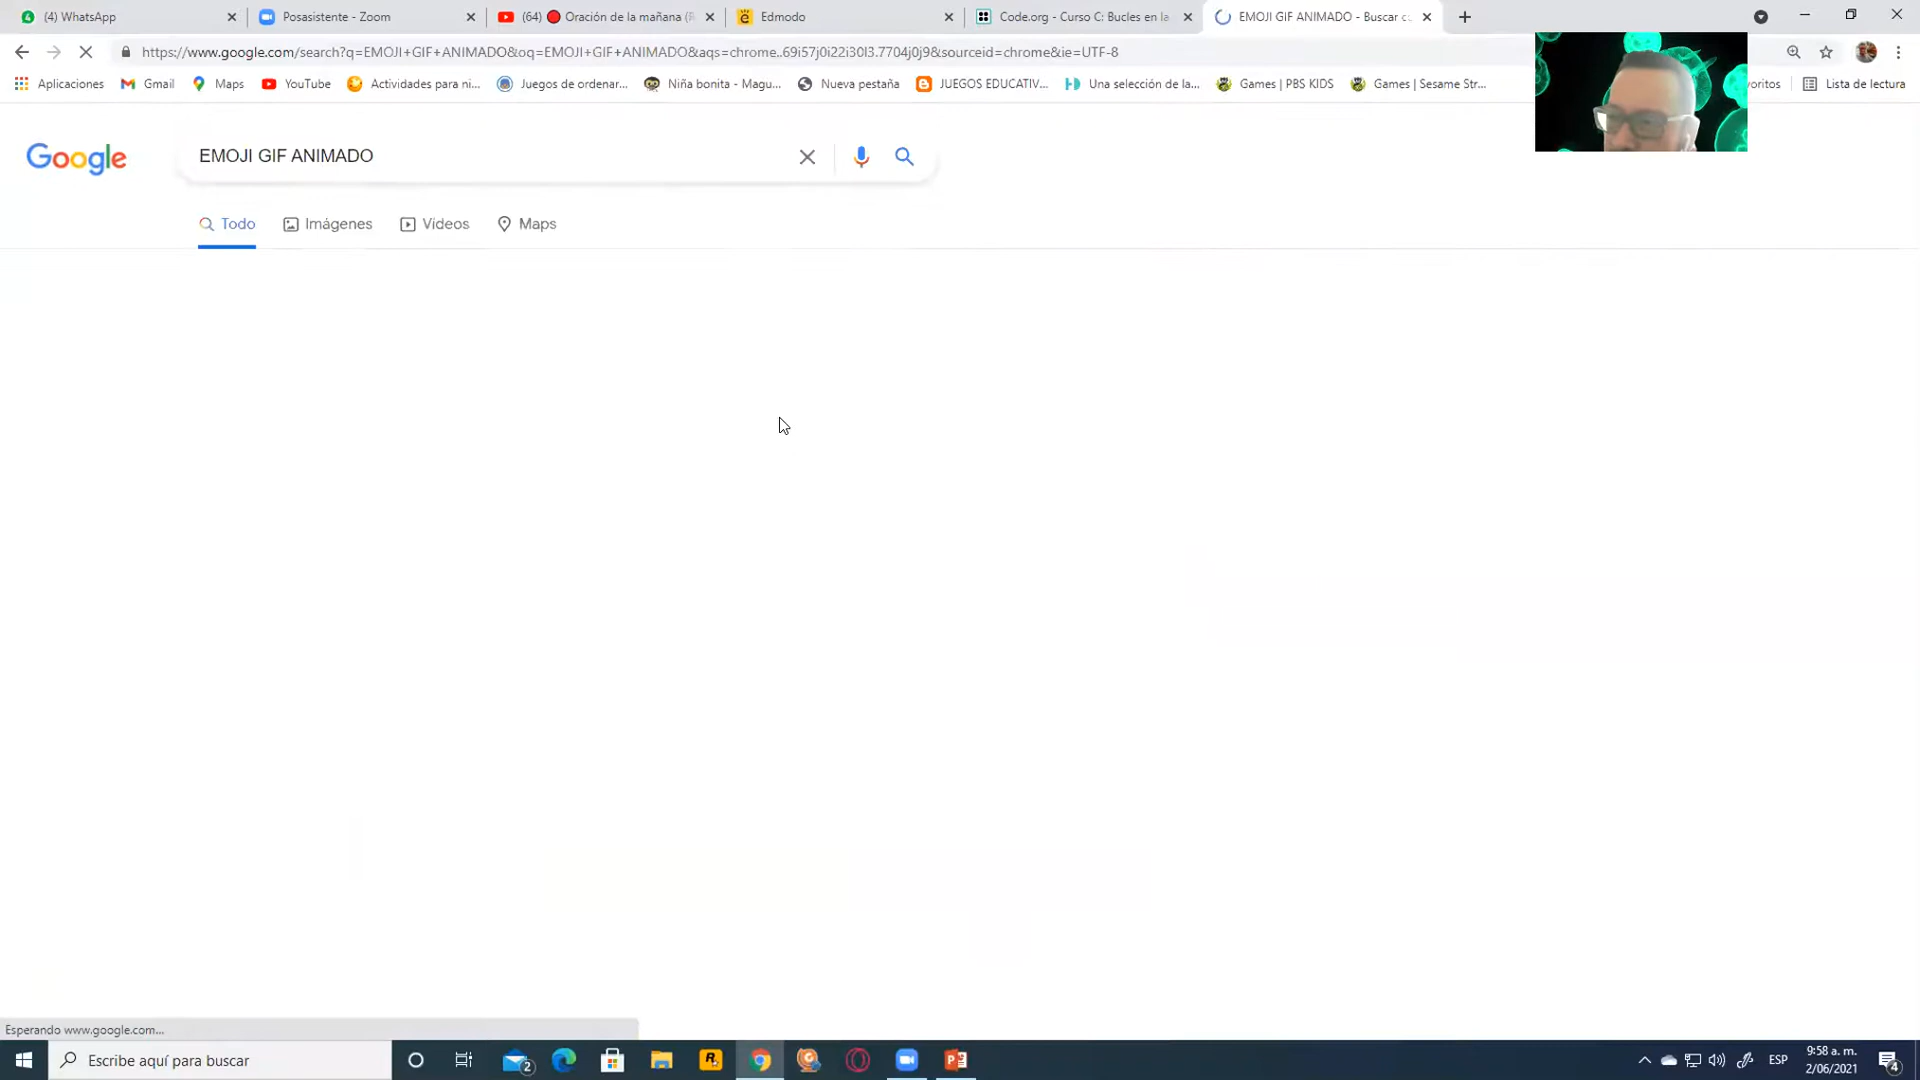 (4) WhatsApp
Posasistente - Zoom
(64) Oración de la mañana (R
Edmodo
Code.org - Curso C: Bucles en la
EMOJI GIF ANIMADO - Buscar c
https://www.google.com/search?q=EMOJI+GIF+ANIMADO&oq=EMOJI+GIF+ANIMADO&aqs=chrome..69i57j0i22i30l3.7704j0j9&sourceid=chrome&ie=UTF-8
Aplicaciones
Gmail
Maps
YouTube
Actividades para ni...
Juegos de ordenar...
Niña bonita - Magu...
Nueva pestaña
JUEGOS EDUCATIV...
Una selección de la...
Games | PBS KIDS
Games | Sesame Str...
voritos
Lista de lectura
Google
EMOJI GIF ANIMADO
Todo
Imágenes
Videos
Maps
Esperando www.google.com...
Escribe aquí para buscar
2
R
ESP
9:58 a. m.
2/06/2021
4